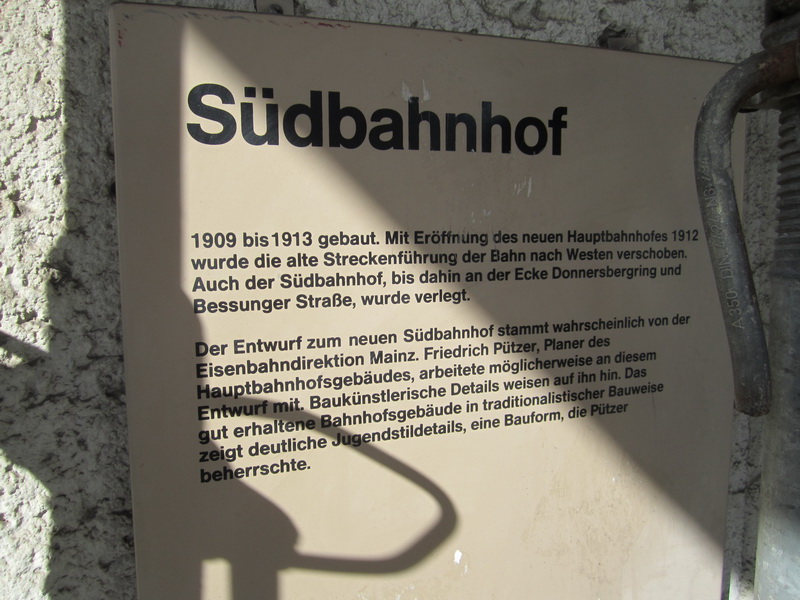 Südbahnhof
1909 bis 1913 gebaut. Mit Eröffnung des neuen Hauptbahnhofes 1912
wurde die alte Streckenführung der Bahn nach Westen verschoben.
Auch der Südbahnhof, bis dahin an der Ecke Donnersbergring und
Bessunger Straße, wurde verlegt.
Der Entwurf zum neuen Südbahnhof stammt wahrscheinlich von der
Eisenbahndirektion Mainz. Friedrich Pützer, Planer des
Hauptbahnhofsgebäudes, arbeitete möglicherweise an diesem
Entwurf mit. Baukünstlerische Details weisen auf ihn hin. Das
gut erhaltene Bahnhofsgebäude in traditionalistischer Bauweise
zeigt deutliche Jugendstildetails, eine Bauform, die Pützer
beherrschte.